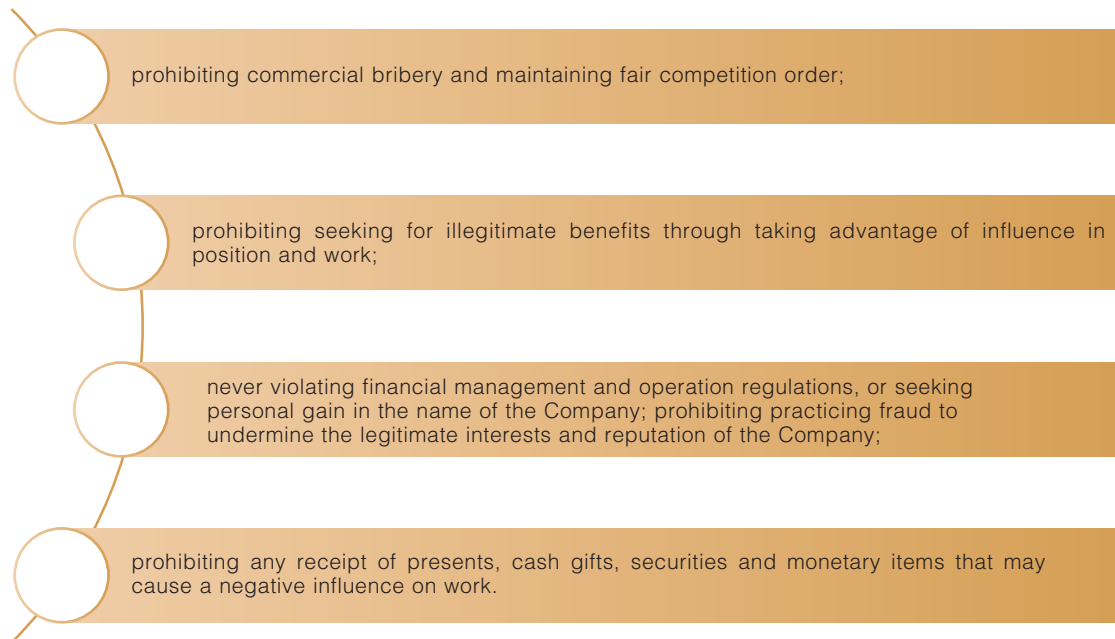 prohibiting commercial bribery and maintaining fair competition order;
prohibiting seeking for illegitimate benefits through taking advantage of influence in
position and work;
never violating financial management and operation regulations, or seeking
personal gain in the name of the Company; prohibiting practicing fraud to
undermine the legitimate interests and reputation of the Company;
prohibiting any receipt of presents, cash gifts, securities and monetary items that may
cause a negative influence on work.